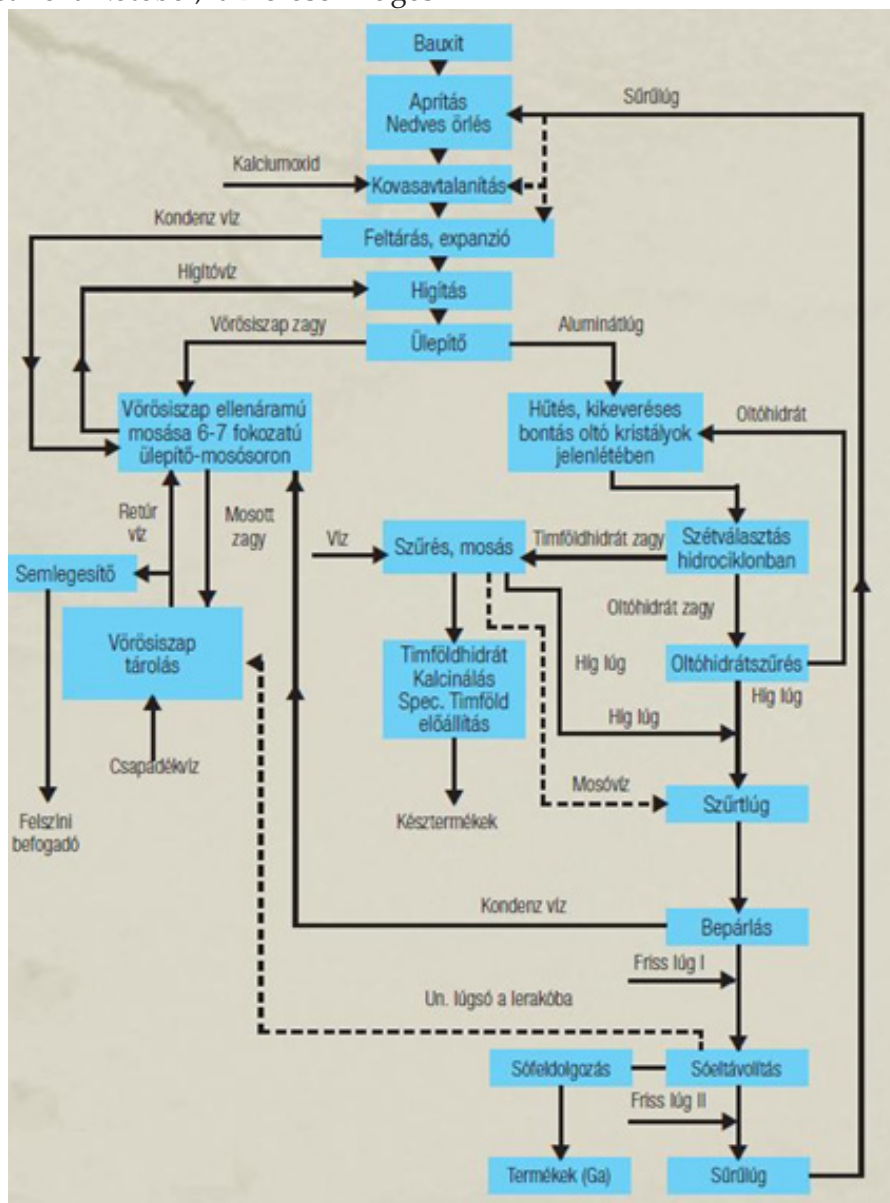 Bauxit
Aprítás
Nedves őrlés
Sűrűlúg
Kalciumoxid
Kovasavtalanítás
Kondenz víz
Feltárás, expanzió
Hígítóvíz
Higítás
Vörösiszap zagy
Ülepítő
Aluminátlúg
Vörösiszap ellenáramú
mosása 6-7 fokozatú
ülepítő-mosósoron
Hűtés, kikeveréses
bontás oltó kristályok
jelenlétében
Oltóhidrát
Retúr
víz
Mosott
zagy
Víz
Szűrés, mosás
Timföldhidrát zagy
Szétválasztás
hidrociklonban
Semlegesítő
Oltóhidrát zagy
Vörösiszap
tárolás
Timföldhidrát
Kalcinálás
Spec. Timföld
előállítás
Híg lúg
Oltóhidrátszűrés
Híg lúg
Híg lúg
Csapadékvíz
Mosóvíz
Szűrtlúg
Felszíni
befogadó
Késztermékek
Kondenz víz
Bepárlás
Friss lúg I
Un. lúgsó a lerakóba
Sófeldolgozás
Sóeltávolítás
Friss lúg II
Termékek (Ga)
Sűrűlúg